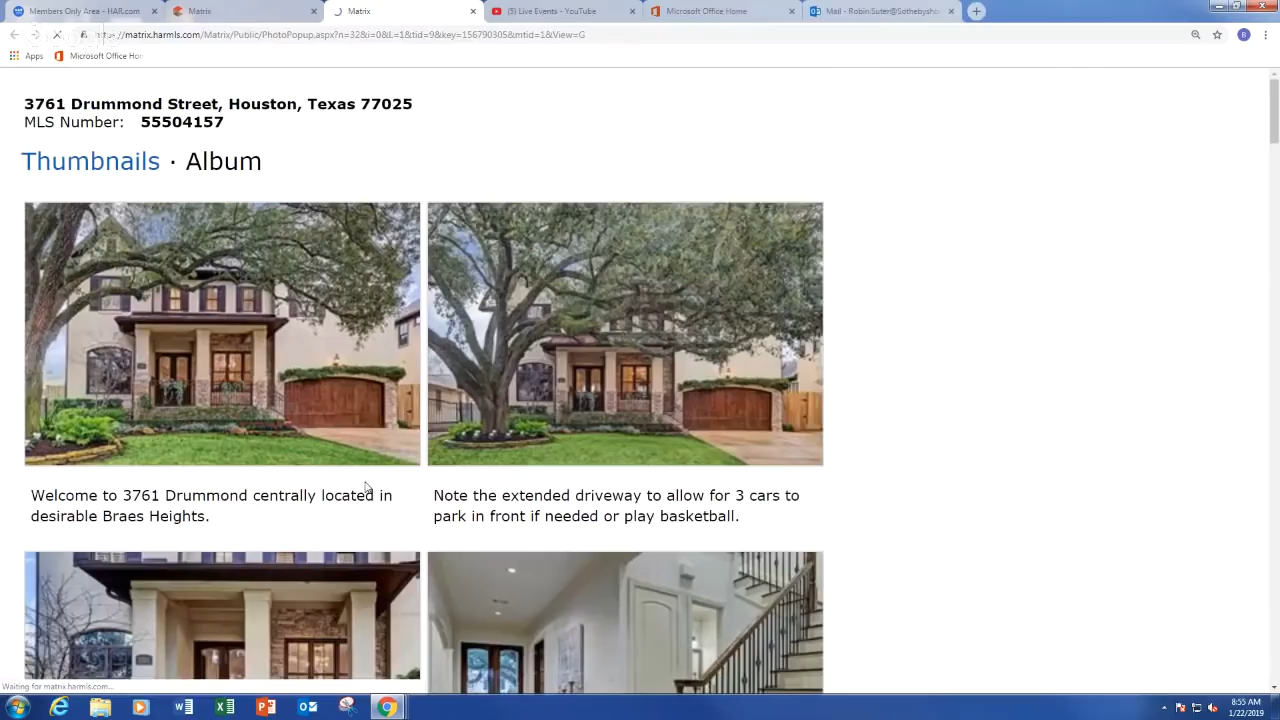 Members Only Area - HAR.com
Matrix
Matrix
(5) Live Events - YouTube
Microsoft Office Home
Mail - Robin.Suter@Sothebysh
https://matrix.harmls.com/Matrix/Public/PhotoPopup.aspx?n=32&i=0&L=1&tid=9&key=156790305&mtid=1&View=G
B
Apps
Microsoft Office Ho
3761 Drummond Street, Houston, Texas 77025
MLS Number: 55504157
Thumbnails · Album
Welcome to 3761 Drummond centrally located in
desirable Braes Heights.
Note the extended driveway to allow for 3 cars to
park in front if needed or play basketball.
Waiting for matrix.harmls.com...
8:55 AM
1/22/2019